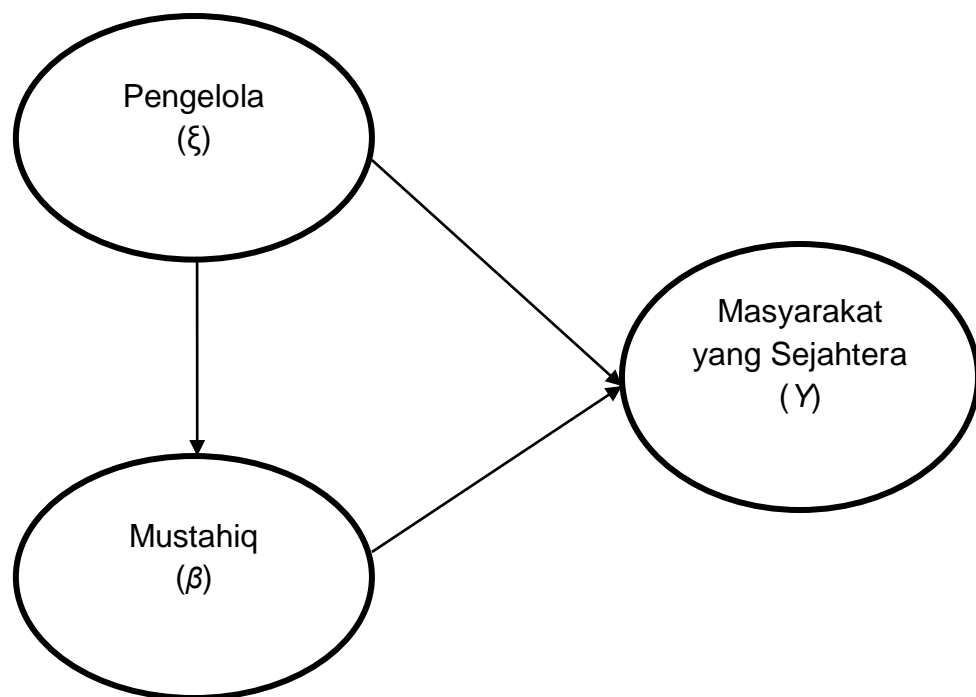 Pengelola
(ξ)
Masyarakat
yang Sejahtera
(Y)
Mustahiq
(β)